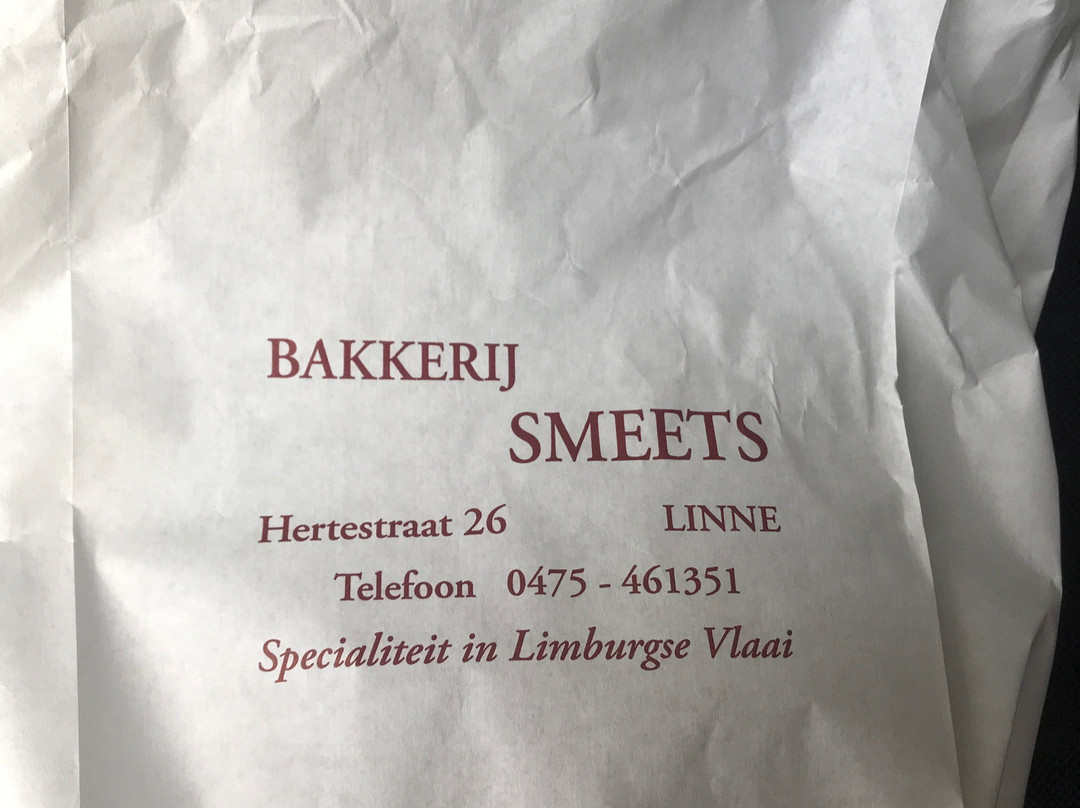 BAKKERIJ
SMEETS
Hertestraat 26 LINNE
Telefoon 0475 - 461351
Specialiteit in Limburgse Vlaai